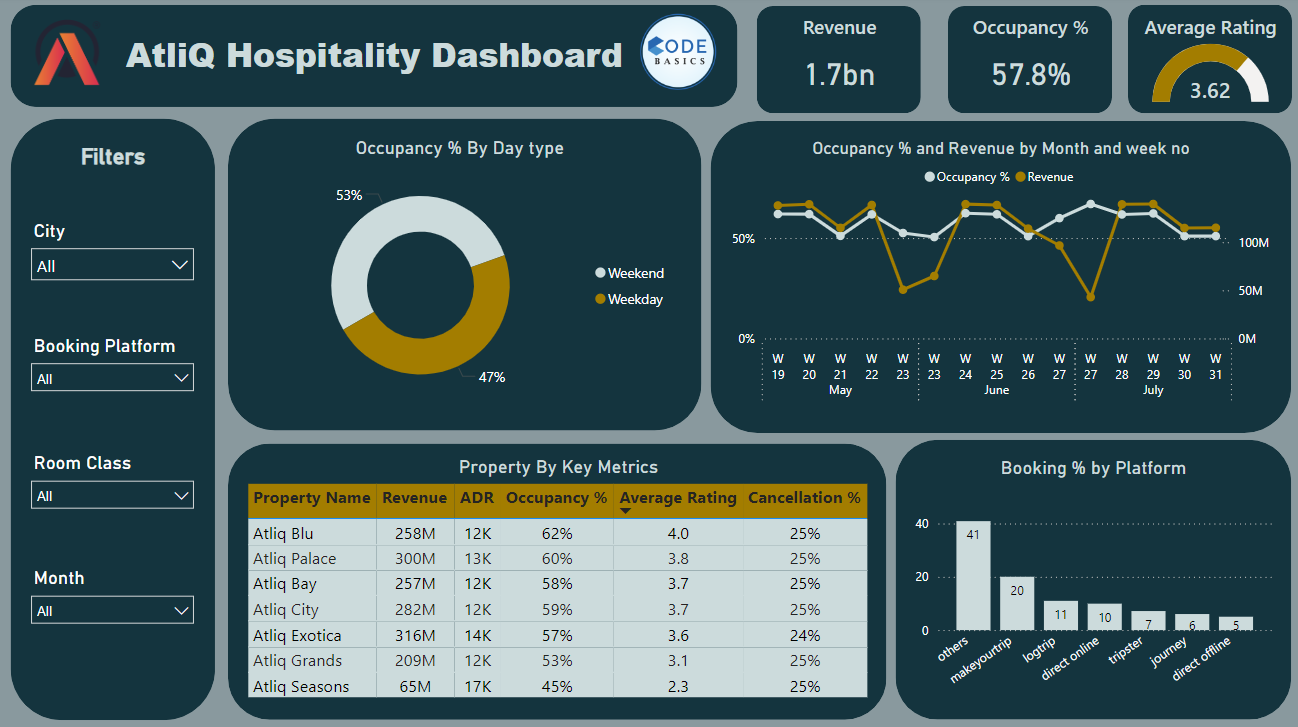 AtliQ Hospitality Dashboard
CODE
BASICS
Revenue
1.7bn
Occupancy %
57.8%
Average Rating
3.62
Filters
City
All
Booking Platform
All
Room Class
All
Month
All
Occupancy % By Day type
53%
47%
Weekend
Weekday
Occupancy % and Revenue by Month and week no
Occupancy % Revenue
50%
0%
100M
50M
0M
W 19 W 20 W 21 W 22 W 23 W 23 W 24 W 25 W 26 W 27 W 27 W 28 W 29 W 30 W 31
May June July
Property By Key Metrics
Property Name Revenue ADR Occupancy % Average Rating Cancellation %
Atliq Blu 258M 12K 62% 4.0 25%
Atliq Palace 300M 13K 60% 3.8 25%
Atliq Bay 257M 12K 58% 3.7 25%
Atliq City 282M 12K 59% 3.7 25%
Atliq Exotica 316M 14K 57% 3.6 24%
Atliq Grands 209M 12K 53% 3.1 25%
Atliq Seasons 65M 17K 45% 2.3 25%
Booking % by Platform
40
20
0
41 20 11 10 7 6 5
others makeyourtrip logtrip direct online tripster journey direct offline